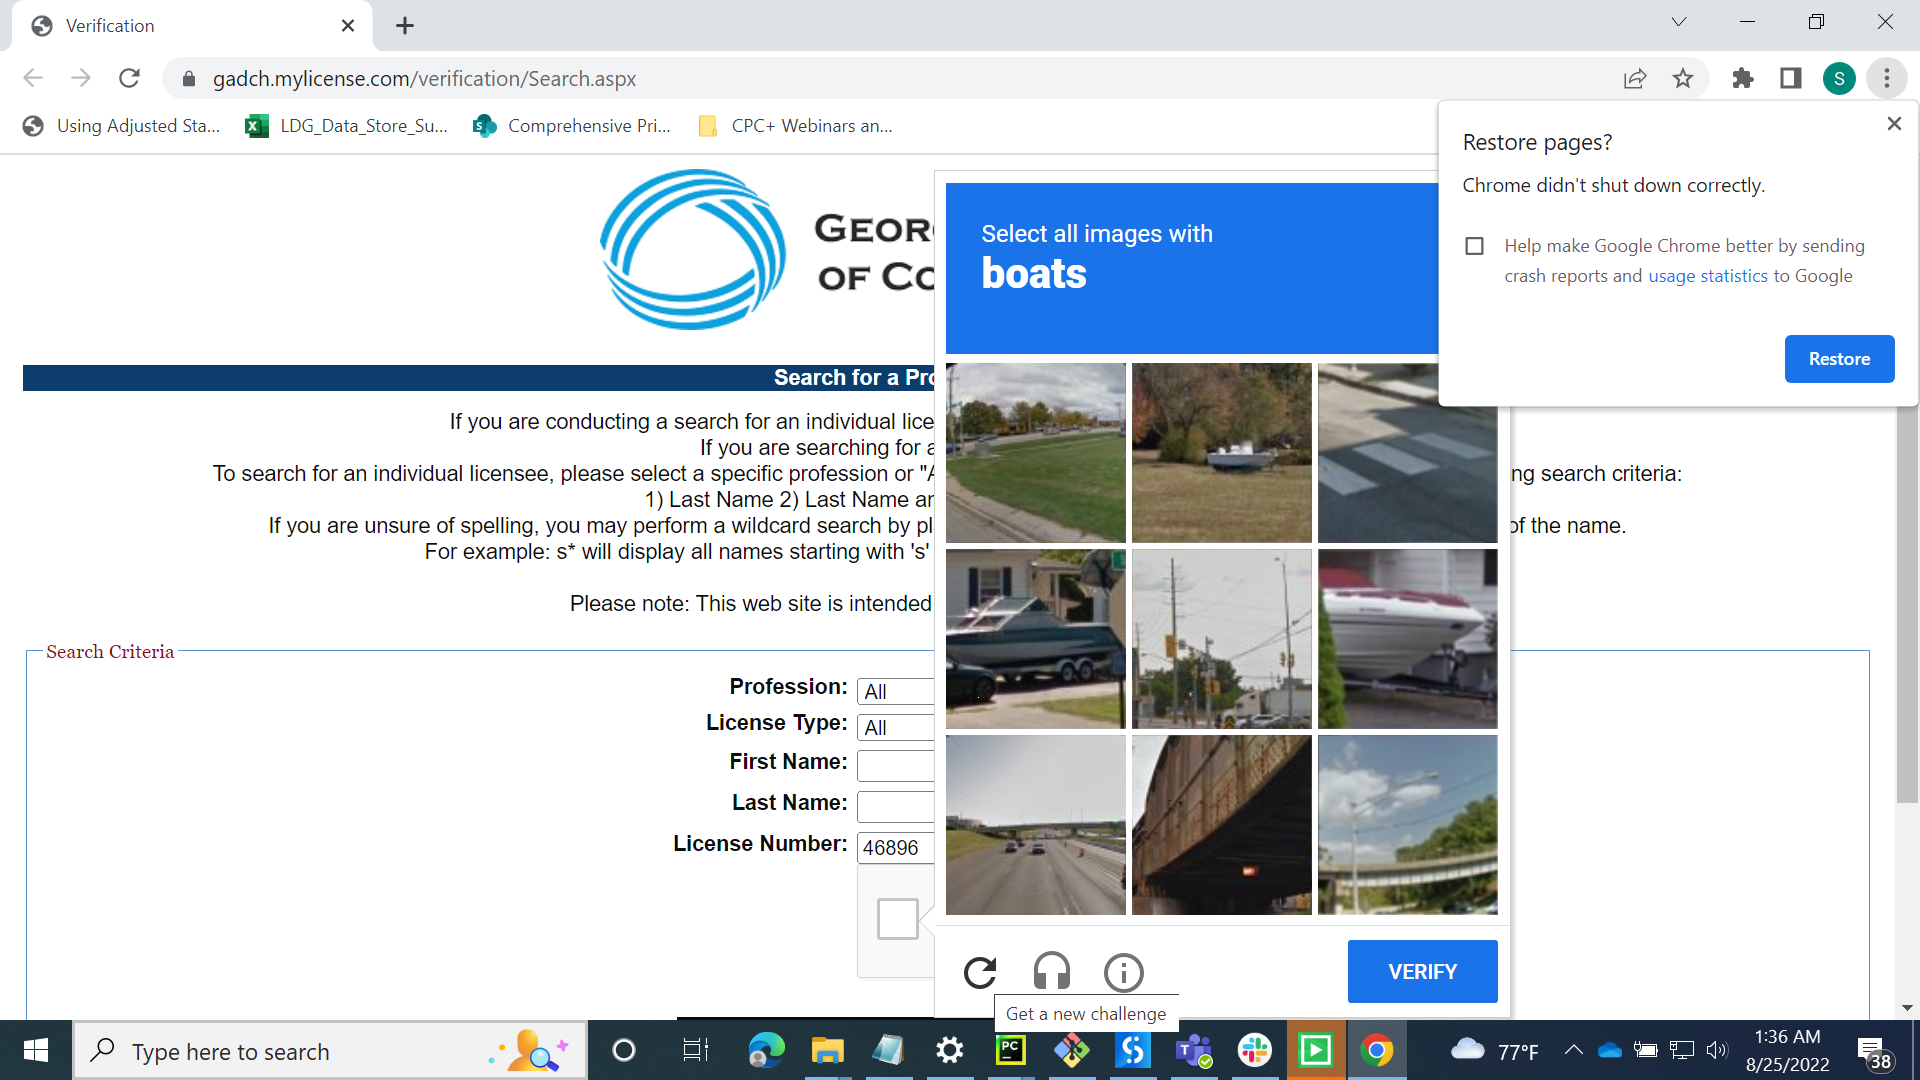 Verification
gadch.mylicense.com/verification/Search.aspx
S
Using Adjusted Sta...
LDG_Data_Store_Su...
Comprehensive Pri...
CPC+ Webinars an...
Restore pages?
Chrome didn't shut down correctly.
Help make Google Chrome better by sending
crash reports and usage statistics to Google
Restore
GEOR
OF CO
Select all images with
boats
Search for a Pro
If you are conducting a search for an individual lice
If you are searching for a
To search for an individual licensee, please select a specific profession or "A
ng search criteria:
1) Last Name 2) Last Name an
If you are unsure of spelling, you may perform a wildcard search by pl
of the name.
For example: s* will display all names starting with 's'
Please note: This web site is intended
Search Criteria
Profession: All
License Type: All
First Name:
Last Name:
License Number: 46896
VERIFY
Get a new challenge
Type here to search
PC
77°F
1:36 AM
8/25/2022
38